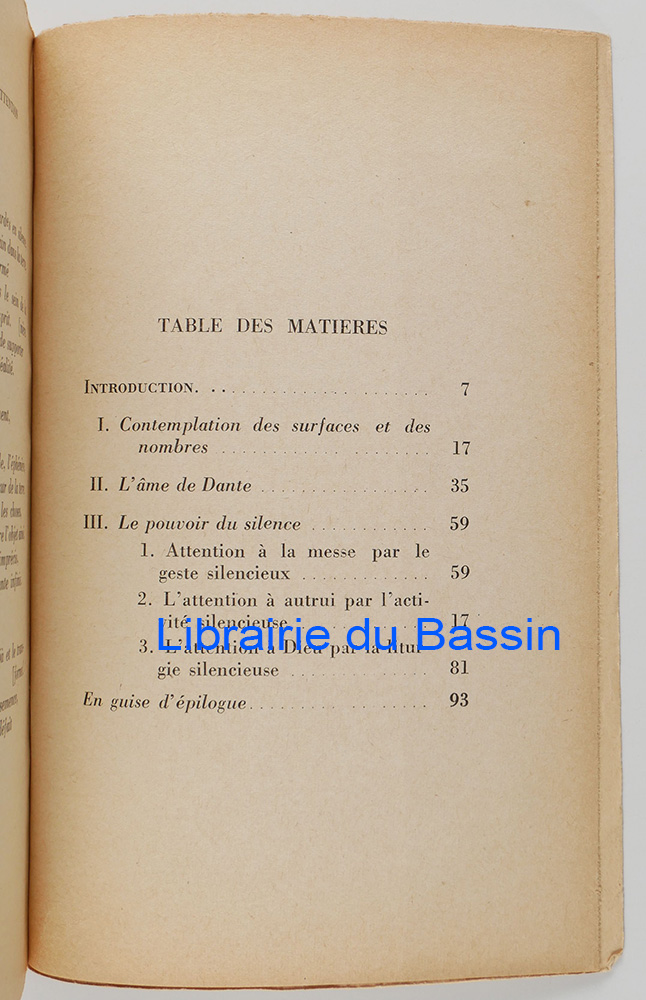 TTENTION
TABLE DES MATIERES
INTRODUCTION. . . . . . . . . . . . . . . . . . . . 7
I. Contemplation des surfaces et des
nombres . . . . . . . . . . . . . . . . . . . . 17
II. L'âme de Dante . . . . . . . . . . . . . . . . 35
III. Le pouvoir du silence . . . . . . . . . . . . 59
1. Attention à la messe par le
geste silencieux . . . . . . . . . . . . . 59
2. L'attention à autrui par l'acti-
vité silencieuse . . . . . . . . . . . . . 17
Librairie du Bassin
3. L'attention à Dieu par la litur
gie silencieuse . . . . . . . . . . . . . 81
En guise d'épilogue. . . . . . . . . . . . . . . . 93